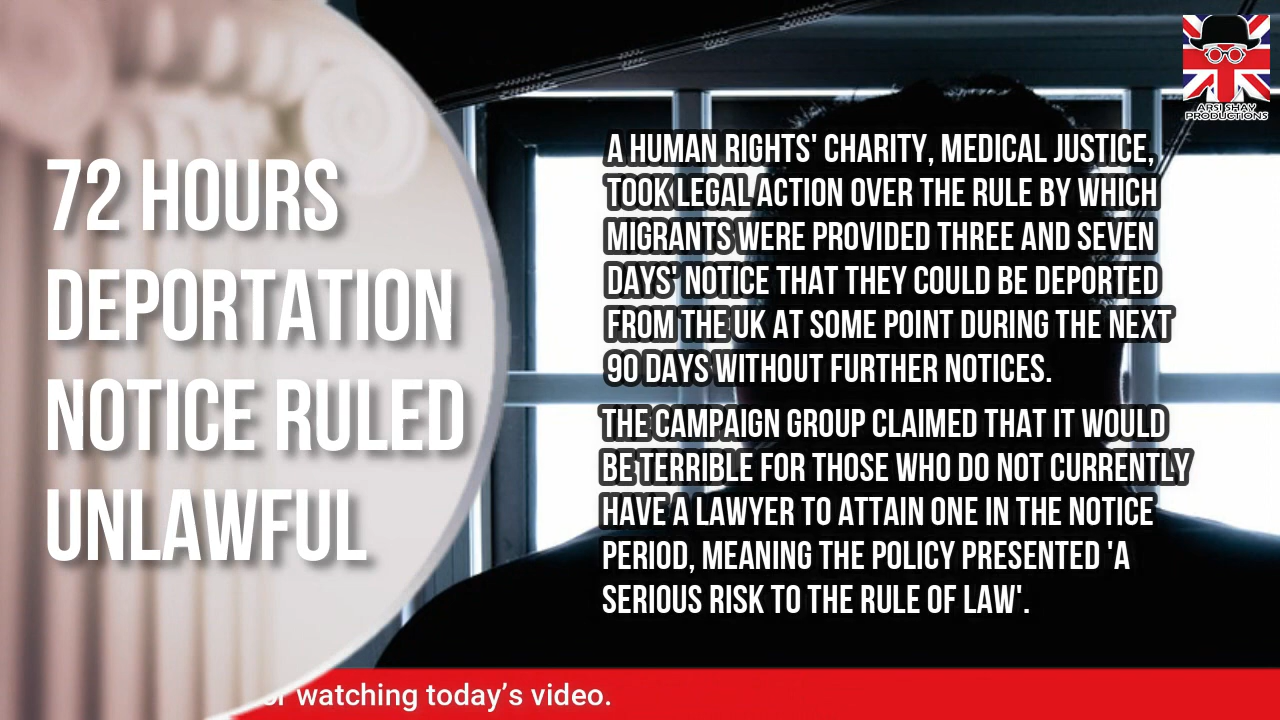 72 HOURS
DEPORTATION
NOTICE RULED
UNLAWFUL
A HUMAN RIGHTS' CHARITY, MEDICAL JUSTICE,
TOOK LEGAL ACTION OVER THE RULE BY WHICH
MIGRANTS WERE PROVIDED THREE AND SEVEN
DAYS' NOTICE THAT THEY COULD BE DEPORTED
FROM THE UK AT SOME POINT DURING THE NEXT
90 DAYS WITHOUT FURTHER NOTICES.
THE CAMPAIGN GROUP CLAIMED THAT IT WOULD
BE TERRIBLE FOR THOSE WHO DO NOT CURRENTLY
HAVE A LAWYER TO ATTAIN ONE IN THE NOTICE
PERIOD, MEANING THE POLICY PRESENTED 'A
SERIOUS RISK TO THE RULE OF LAW'.
ARSI SHAY
PRODUCTIONS
watching today’s video.